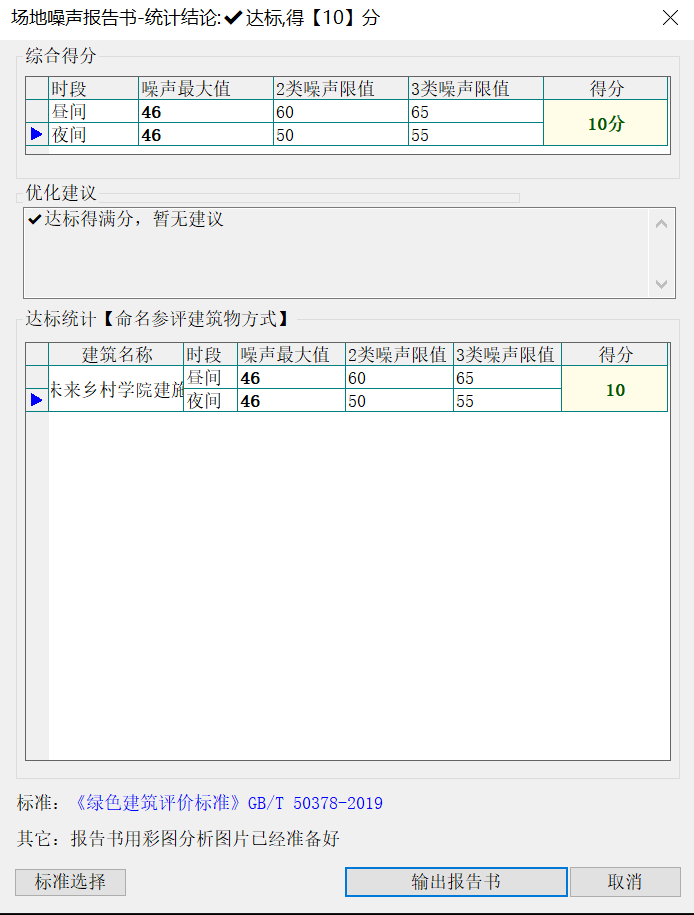 场地噪声报告书-统计结论:✔达标,得【10】分
综合得分
时段 噪声最大值 2类噪声限值 3类噪声限值 得分
昼间 46 60 65 10分
夜间 46 50 55
优化建议
✔达标得满分，暂无建议
达标统计【命名参评建筑物方式】
建筑名称 时段 噪声最大值 2类噪声限值 3类噪声限值 得分
未来乡村学院建施 昼间 46 60 65 10
夜间 46 50 55
标准：《绿色建筑评价标准》GB/T 50378-2019
其它：报告书用彩图分析图片已经准备好
标准选择 输出报告书 取消